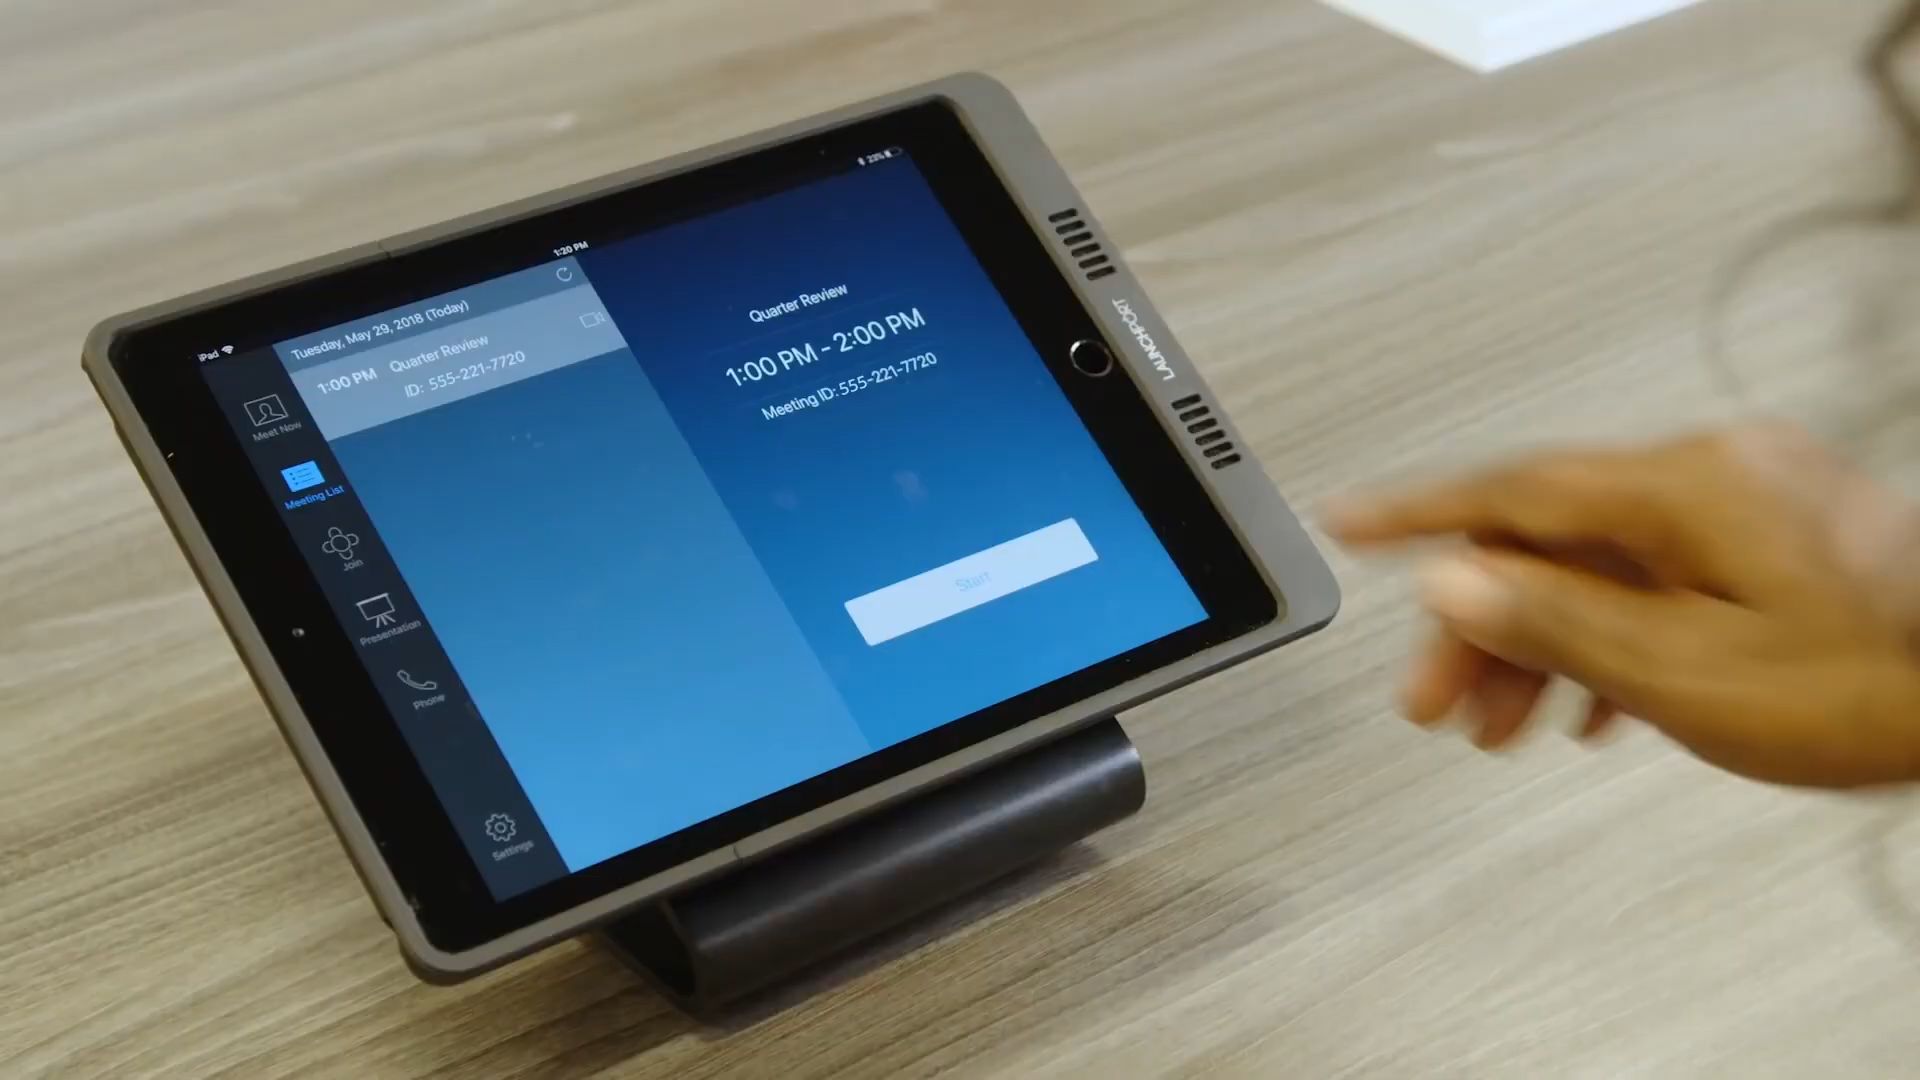 iPad
1:20 PM
23%
Tuesday, May 29, 2018 (Today)
1:00 PM
Quarter Review
ID: 555-221-7720
Meet Now
Meeting List
Join
Presentation
Phone
Settings
Quarter Review
1:00 PM - 2:00 PM
Meeting ID: 555-221-7720
Start
LAUNCHPORT